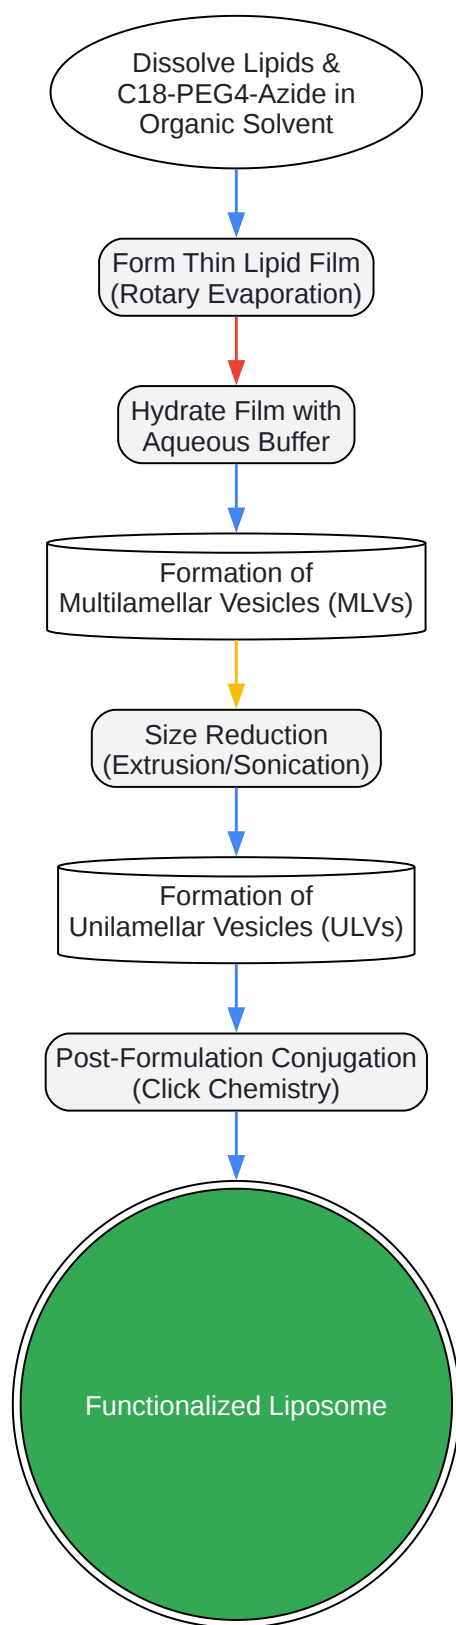 Dissolve Lipids &
C18-PEG4-Azide in
Organic Solvent
Form Thin Lipid Film
(Rotary Evaporation)
Hydrate Film with
Aqueous Buffer
Formation of
Multilamellar Vesicles (MLVs)
Size Reduction
(Extrusion/Sonication)
Formation of
Unilamellar Vesicles (ULVs)
Post-Formulation Conjugation
(Click Chemistry)
Functionalized Liposome